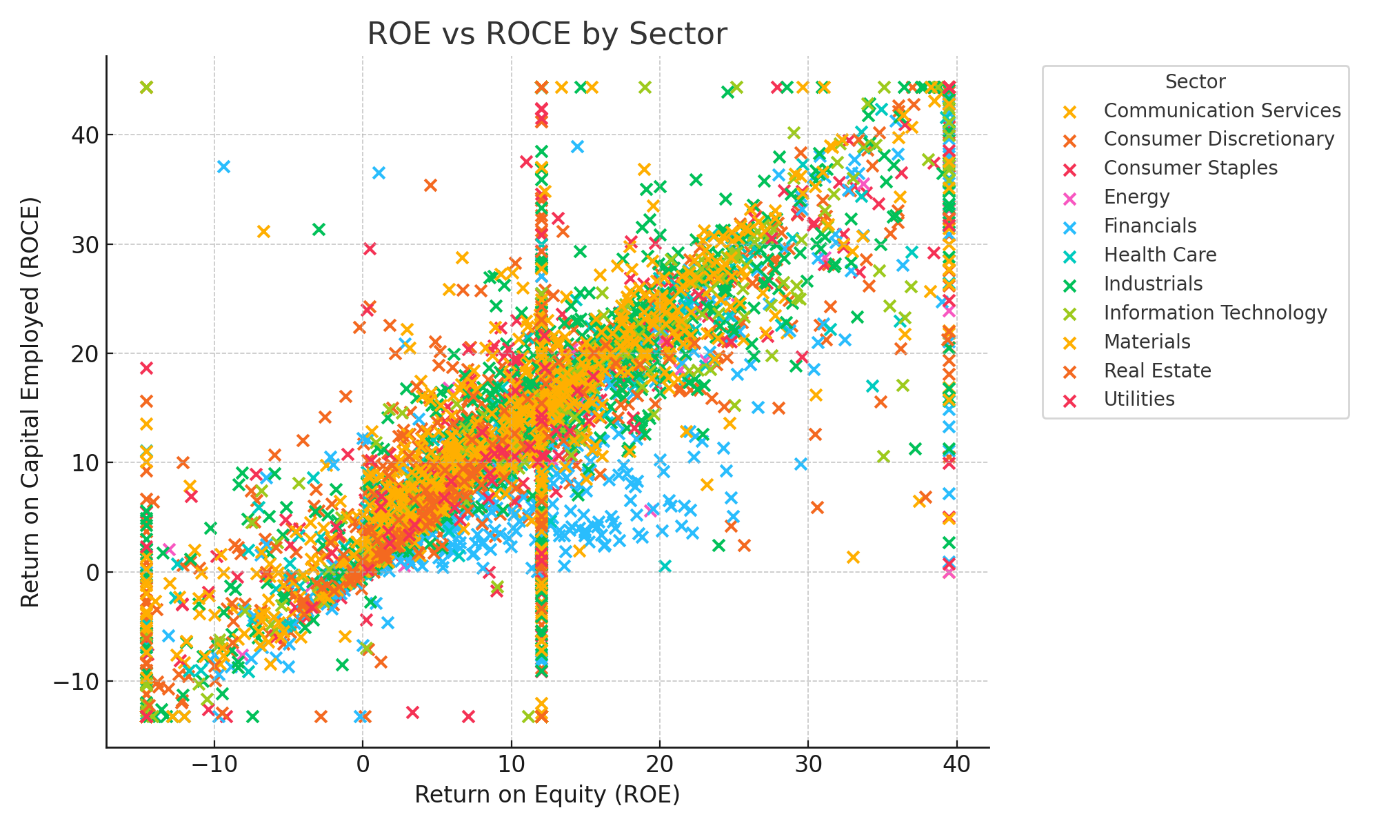 ROE vs ROCE by Sector
Return on Capital Employed (ROCE)
40
30
20
10
0
−10
−10 0 10 20 30 40
Return on Equity (ROE)
Sector
Communication Services
Consumer Discretionary
Consumer Staples
Energy
Financials
Health Care
Industrials
Information Technology
Materials
Real Estate
Utilities